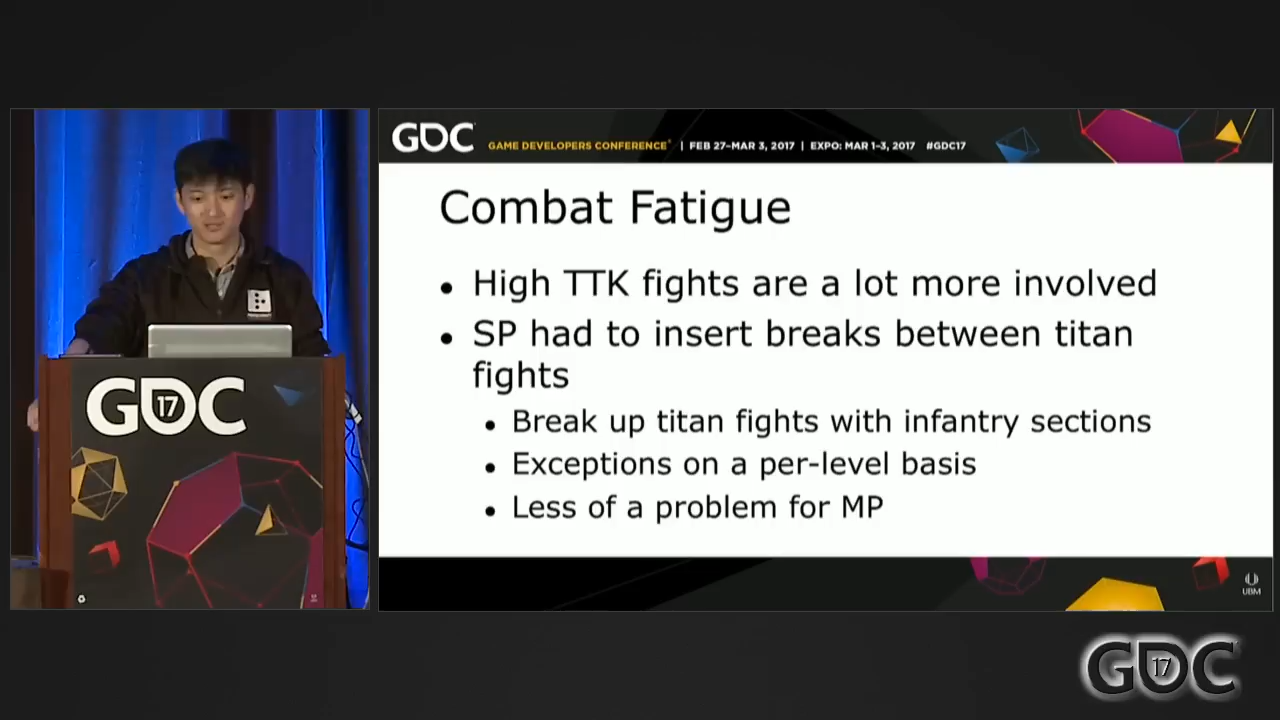 GDC GAME DEVELOPERS CONFERENCE® | FEB 27–MAR 3, 2017 | EXPO: MAR 1–3, 2017 #GDC17
Combat Fatigue
• High TTK fights are a lot more involved
• SP had to insert breaks between titan
fights
• Break up titan fights with infantry sections
• Exceptions on a per-level basis
• Less of a problem for MP
UBM
GDC
17
GDC
17